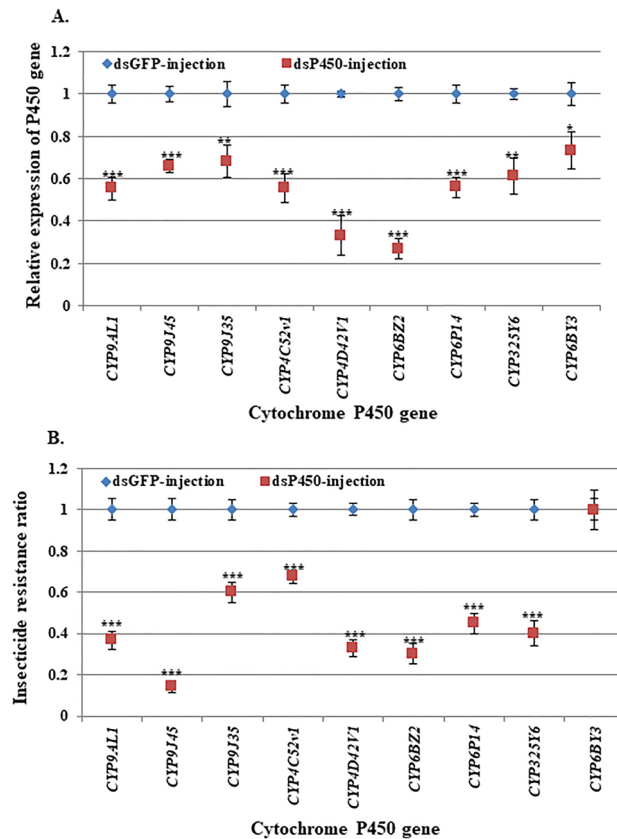 A.
dsGFP-injection dsP450-injection
Relative expression of P450 gene
1.2
1
0.8
0.6
0.4
0.2
0
*** *** ** *** *** *** *** ** *
CYP9AL1 CYP9J45 CYP9J35 CYP4C52v1 CYP4D42V1 CYP6BZ2 CYP6P14 CYP325Y6 CYP6BY3
Cytochrome P450 gene
B.
dsGFP-injection dsP450-injection
Insecticide resistance ratio
1.2
1
0.8
0.6
0.4
0.2
0
*** *** *** *** *** *** *** ***
CYP9AL1 CYP9J45 CYP9J35 CYP4C52v1 CYP4D42V1 CYP6BZ2 CYP6P14 CYP325Y6 CYP6BY3
Cytochrome P450 gene